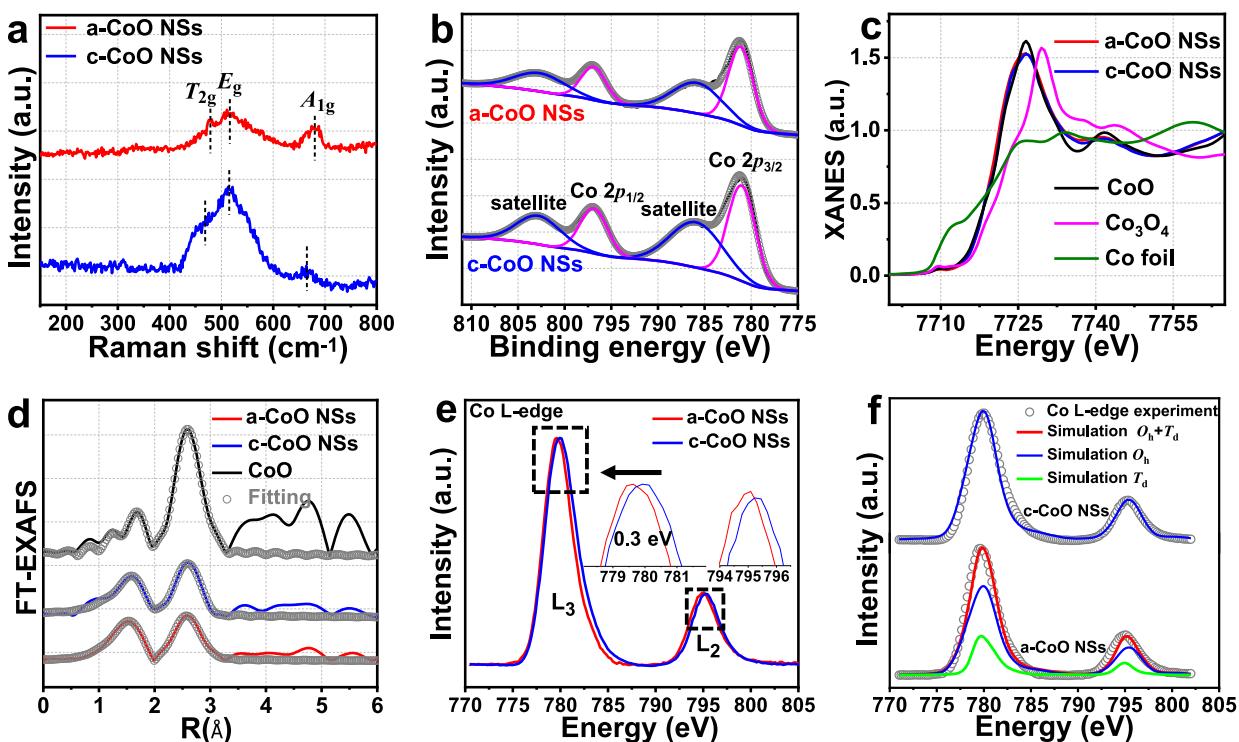 a
a-CoO NSs
c-CoO NSs
T2g
Eg
A1g
Intensity (a.u.)
200 300 400 500 600 700 800
Raman shift (cm-1)
b
a-CoO NSs
Co 2p3/2
Co 2p1/2
satellite
satellite
c-CoO NSs
Intensity (a.u.)
810 805 800 795 790 785 780 775
Binding energy (eV)
c
a-CoO NSs
c-CoO NSs
CoO
Co3O4
Co foil
XANES (a.u.)
1.5
1.0
0.5
0.0
7710 7725 7740 7755
Energy (eV)
d
a-CoO NSs
c-CoO NSs
CoO
Fitting
FT-EXAFS
0 1 2 3 4 5 6
R(Å)
e
Co L-edge
a-CoO NSs
c-CoO NSs
0.3 eV
779 780 781
794 795 796
L3
L2
Intensity (a.u.)
770 775 780 785 790 795 800 805
Energy (eV)
f
Co L-edge experiment
Simulation Oh+Td
Simulation Oh
Simulation Td
c-CoO NSs
a-CoO NSs
Intensity (a.u.)
770 775 780 785 790 795 800 805
Energy (eV)